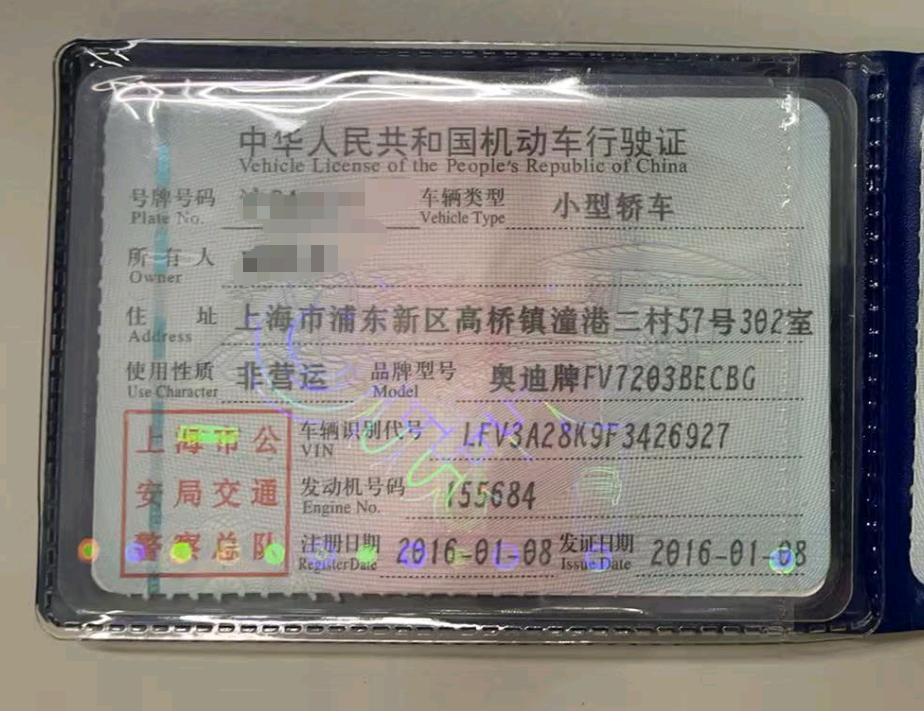 中华人民共和国机动车行驶证
Vehicle License of the People's Republic of China
号牌号码 车辆类型 小型轿车
Plate No. Vehicle Type
所有人
Owner
住址 上海市浦东新区高桥镇潼港二村57号302室
Address
使用性质 非营运 品牌型号 奥迪牌FV7203BECBG
Use Character Model
上海市公
安局交通
警察总队
车辆识别代号 LFV3A28K9F3426927
VIN
发动机号码 155684
Engine No.
注册日期 2016-01-08 发证日期 2016-01-08
Register Date Issue Date